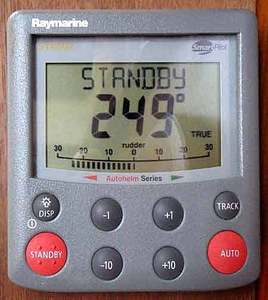 Raymarine
SmartPilot
STANDBY
249°
TRUE
rudder
30 20 10 0 10 20 30
Autohelm Series
DISP
-1
+1
TRACK
STANDBY
-10
+10
AUTO